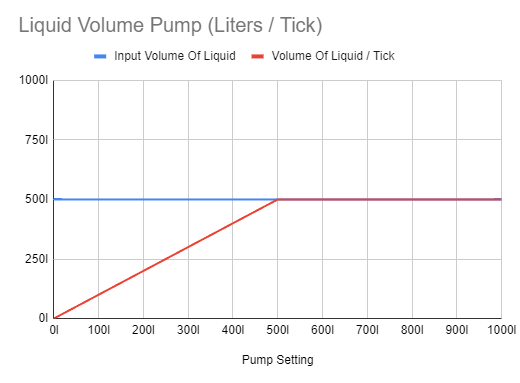 Liquid Volume Pump (Liters / Tick)
Input Volume Of Liquid
Volume Of Liquid / Tick
1000l
750l
500l
250l
0l
0l 100l 200l 300l 400l 500l 600l 700l 800l 900l 1000l
Pump Setting